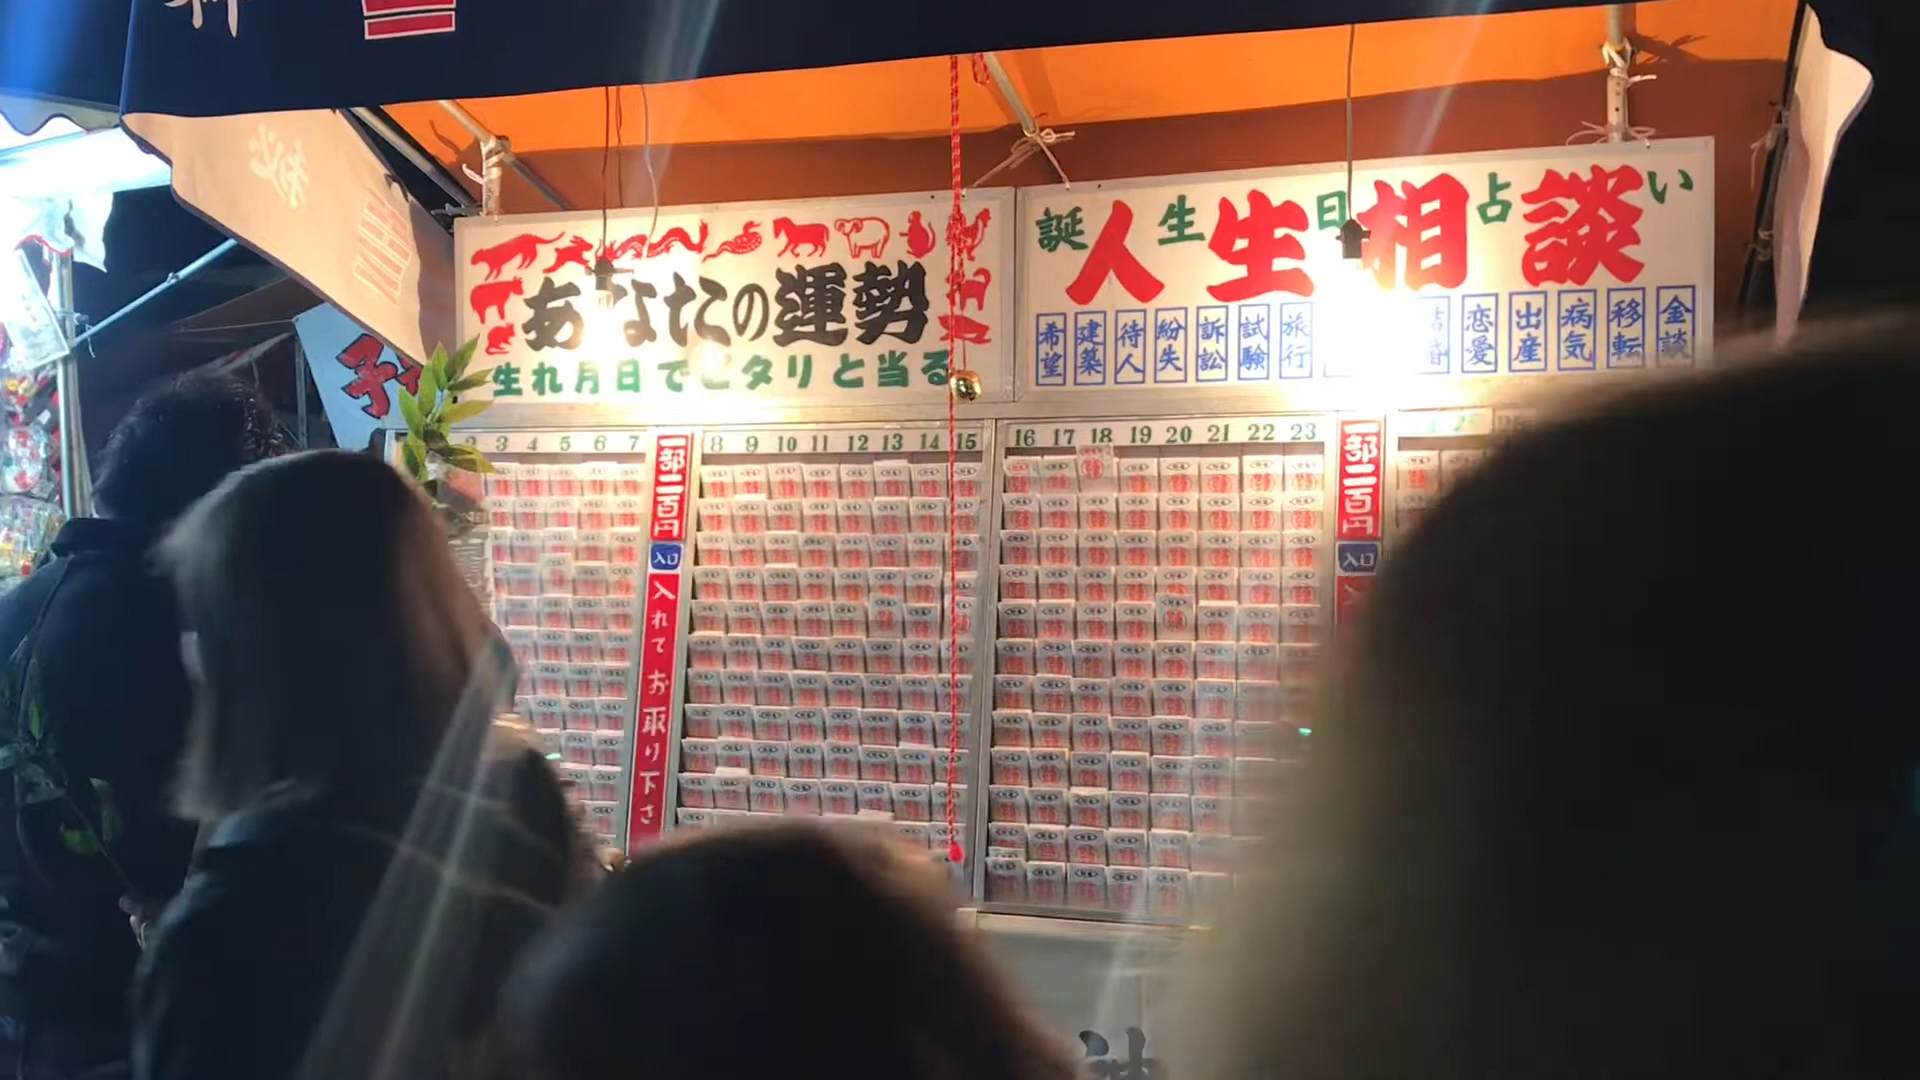 あなたの運勢
生れ月日でピタリと当る
誕生日占い
人生相談
希望
建築
待人
紛失
訴訟
試験
旅行
結婚
恋愛
出産
病気
移転
金談
2 3 4 5 6 7
8 9 10 11 12 13 14 15
16 17 18 19 20 21 22 23
一部二百円
入口
入れてお取り下さ
一部二百円
入口